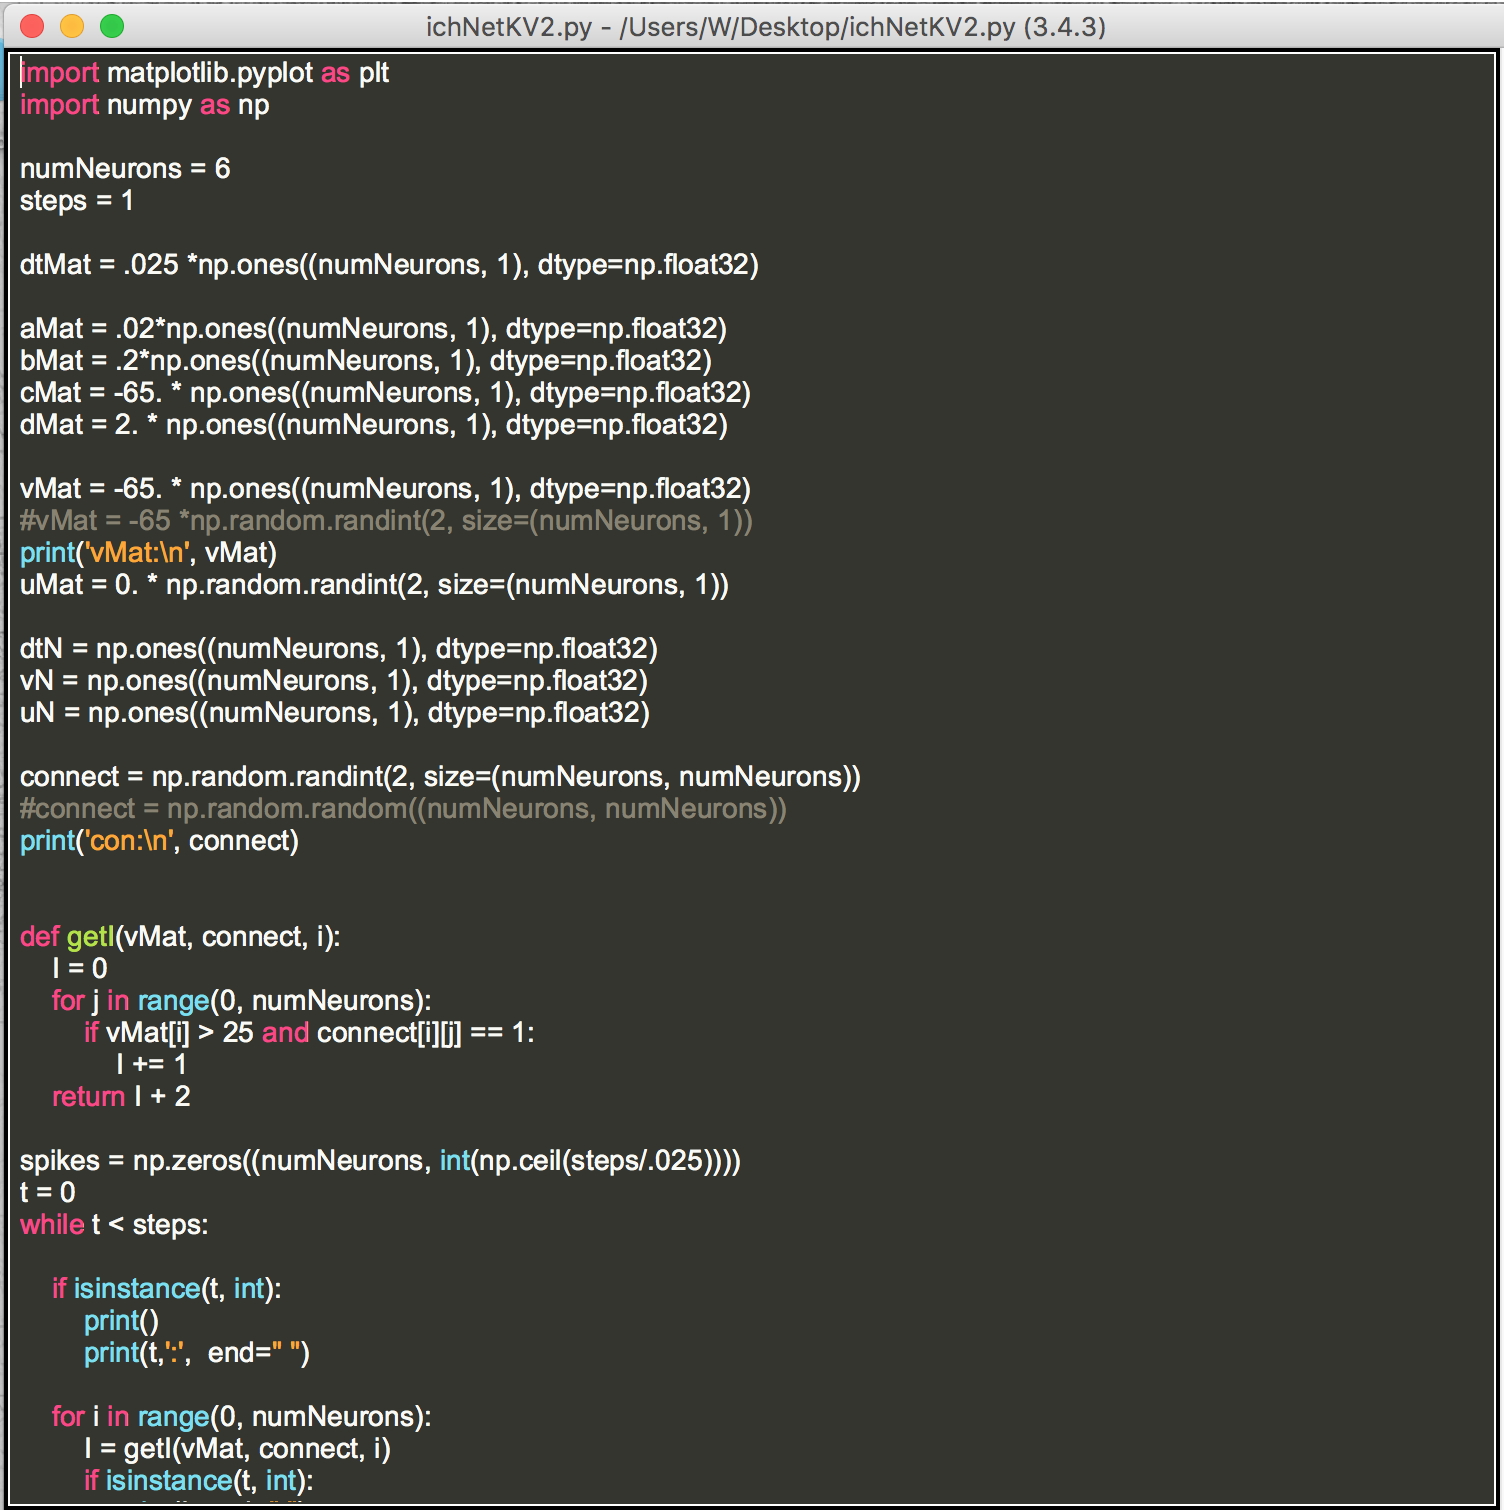 ichNetKV2.py - /Users/W/Desktop/ichNetKV2.py (3.4.3)
import matplotlib.pyplot as plt
import numpy as np

numNeurons = 6
steps = 1

dtMat = .025 *np.ones((numNeurons, 1), dtype=np.float32)

aMat = .02*np.ones((numNeurons, 1), dtype=np.float32)
bMat = .2*np.ones((numNeurons, 1), dtype=np.float32)
cMat = -65. * np.ones((numNeurons, 1), dtype=np.float32)
dMat = 2. * np.ones((numNeurons, 1), dtype=np.float32)

vMat = -65. * np.ones((numNeurons, 1), dtype=np.float32)
#vMat = -65 *np.random.randint(2, size=(numNeurons, 1))
print('vMat:\n', vMat)
uMat = 0. * np.random.randint(2, size=(numNeurons, 1))

dtN = np.ones((numNeurons, 1), dtype=np.float32)
vN = np.ones((numNeurons, 1), dtype=np.float32)
uN = np.ones((numNeurons, 1), dtype=np.float32)

connect = np.random.randint(2, size=(numNeurons, numNeurons))
#connect = np.random.random((numNeurons, numNeurons))
print('con:\n', connect)


def getI(vMat, connect, i):
    I = 0
    for j in range(0, numNeurons):
        if vMat[i] > 25 and connect[i][j] == 1:
            I += 1
    return I + 2

spikes = np.zeros((numNeurons, int(np.ceil(steps/.025))))
t = 0
while t < steps:

    if isinstance(t, int):
        print()
        print(t,':',  end=" ")

    for i in range(0, numNeurons):
        I = getI(vMat, connect, i)
        if isinstance(t, int):